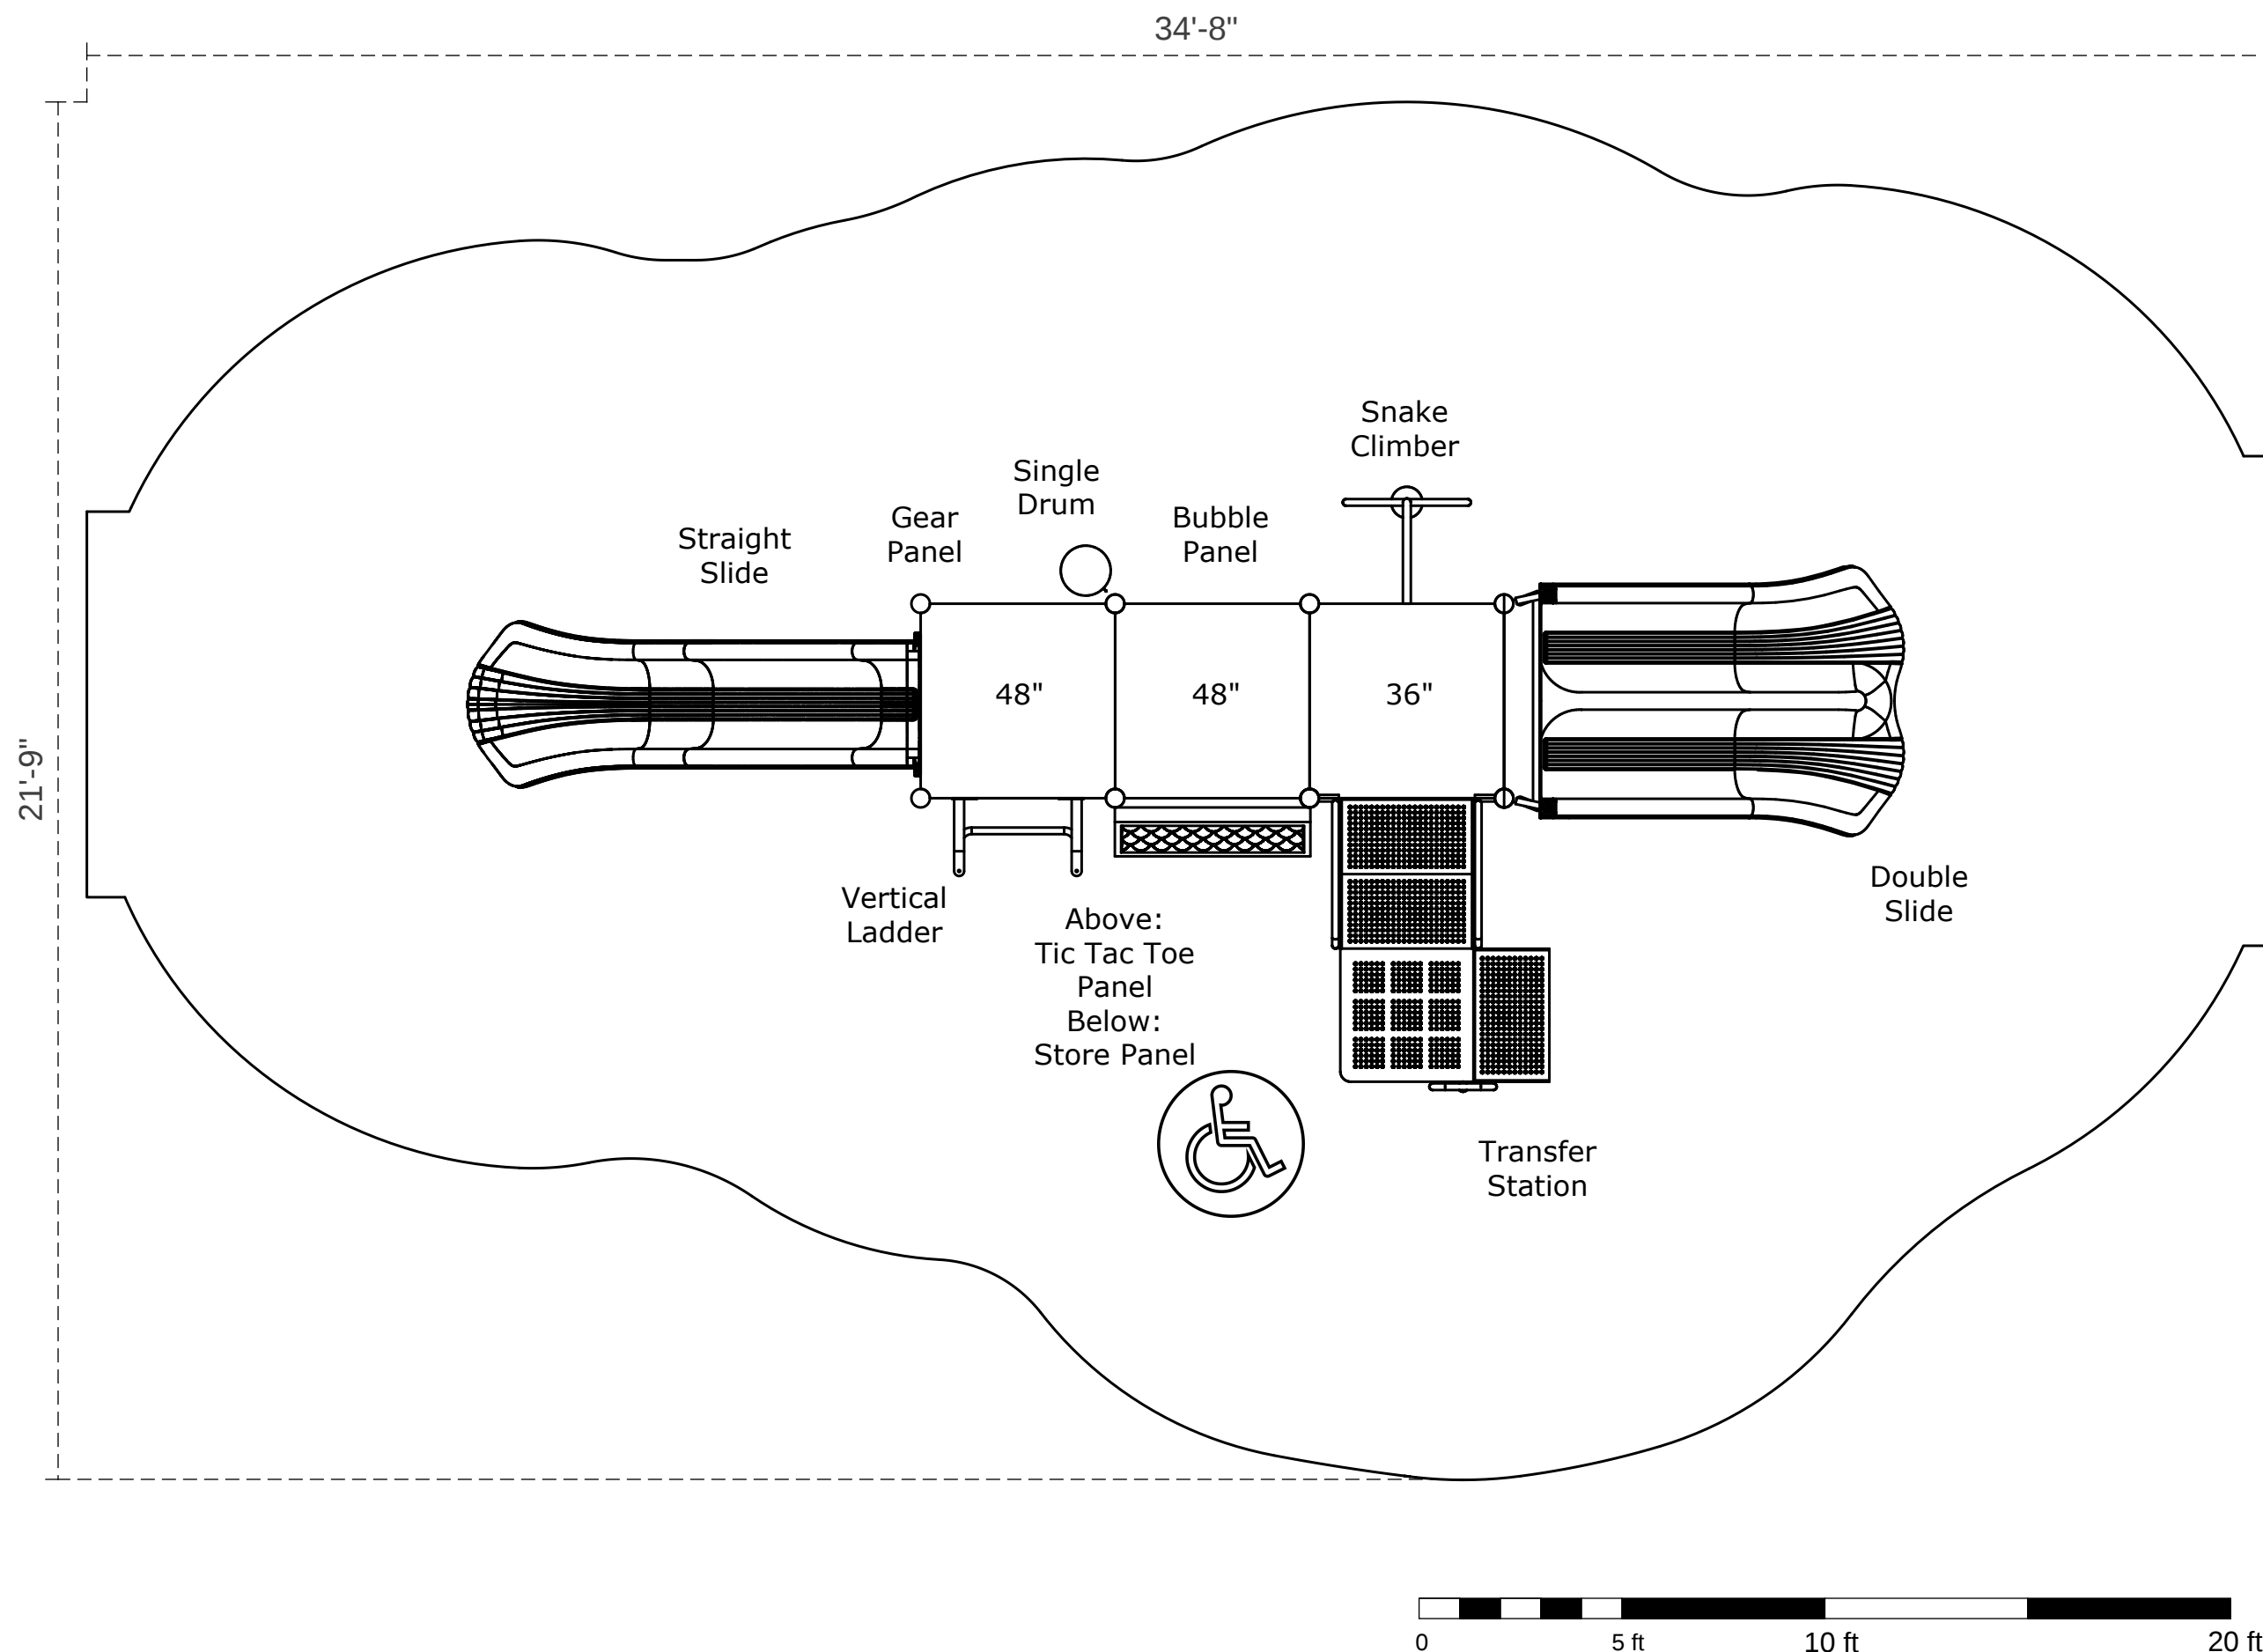 34'-8"
21'-9"
Snake
Climber
Single
Drum
Gear
Panel
Bubble
Panel
Straight
Slide
48"
48"
36"
Double
Slide
Vertical
Ladder
Above:
Tic Tac Toe
Panel
Below:
Store Panel
Transfer
Station
0
5 ft
10 ft
20 ft